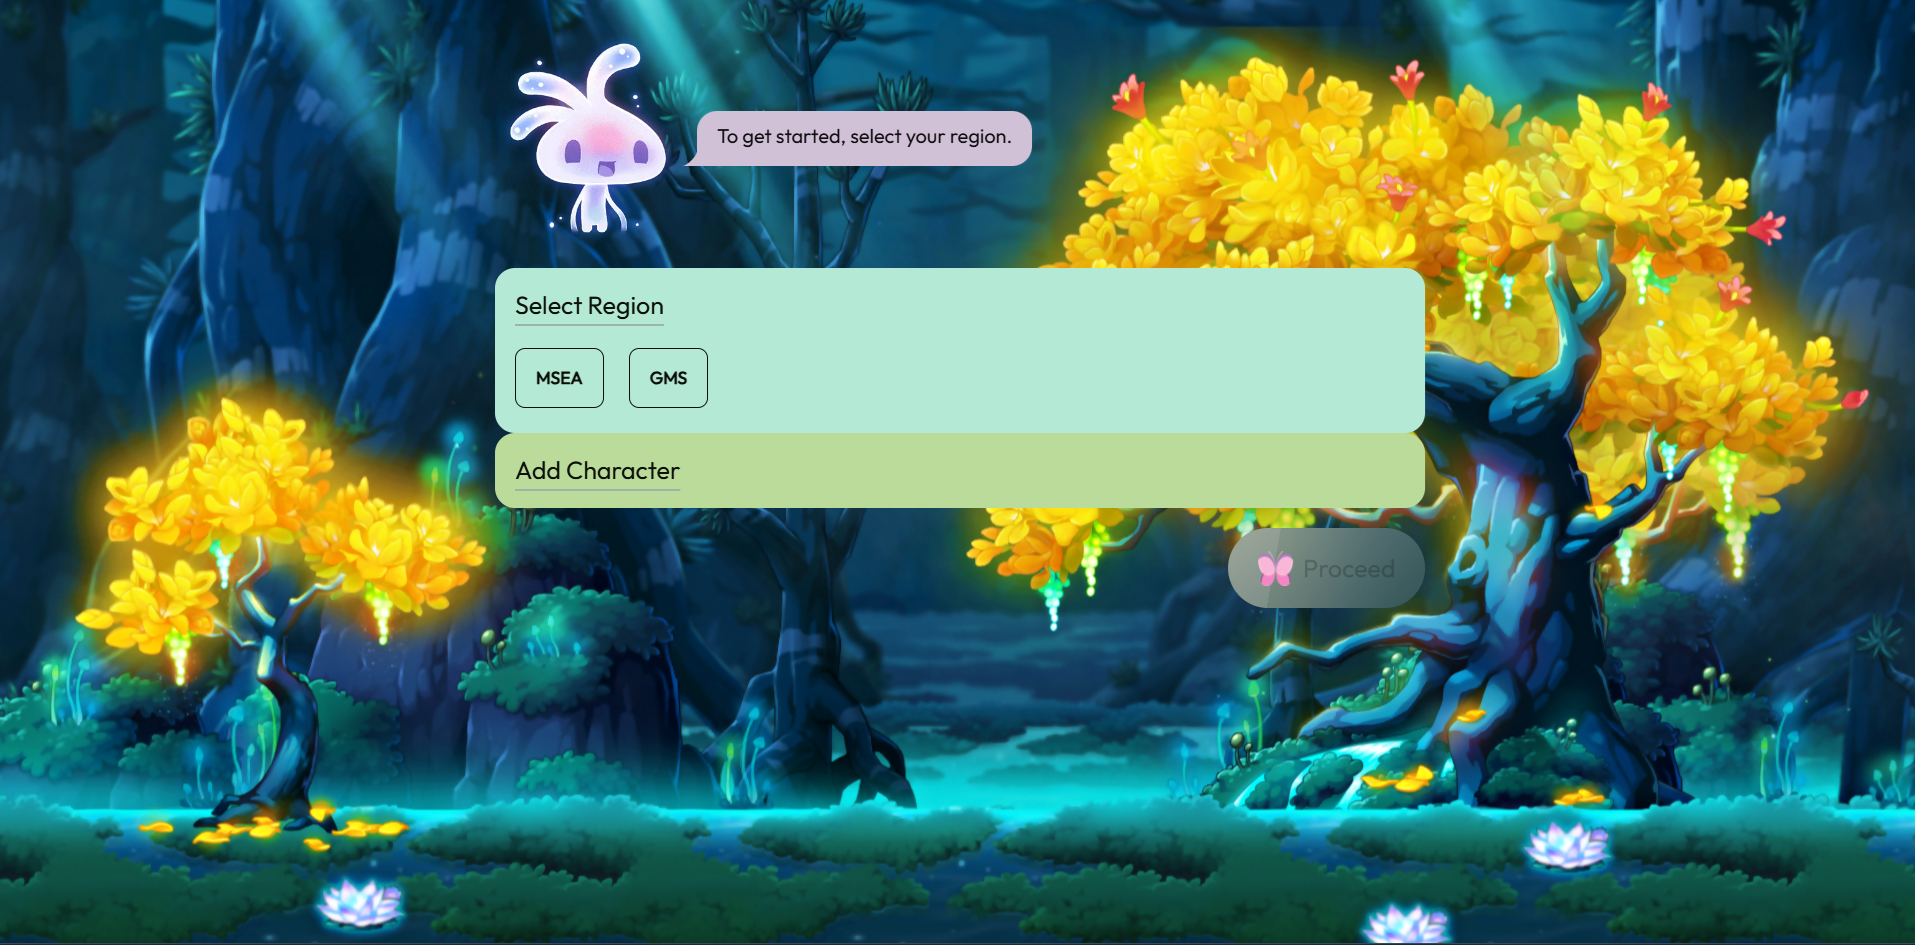 To get started, select your region.
Select Region
MSEA
GMS
Add Character
Proceed